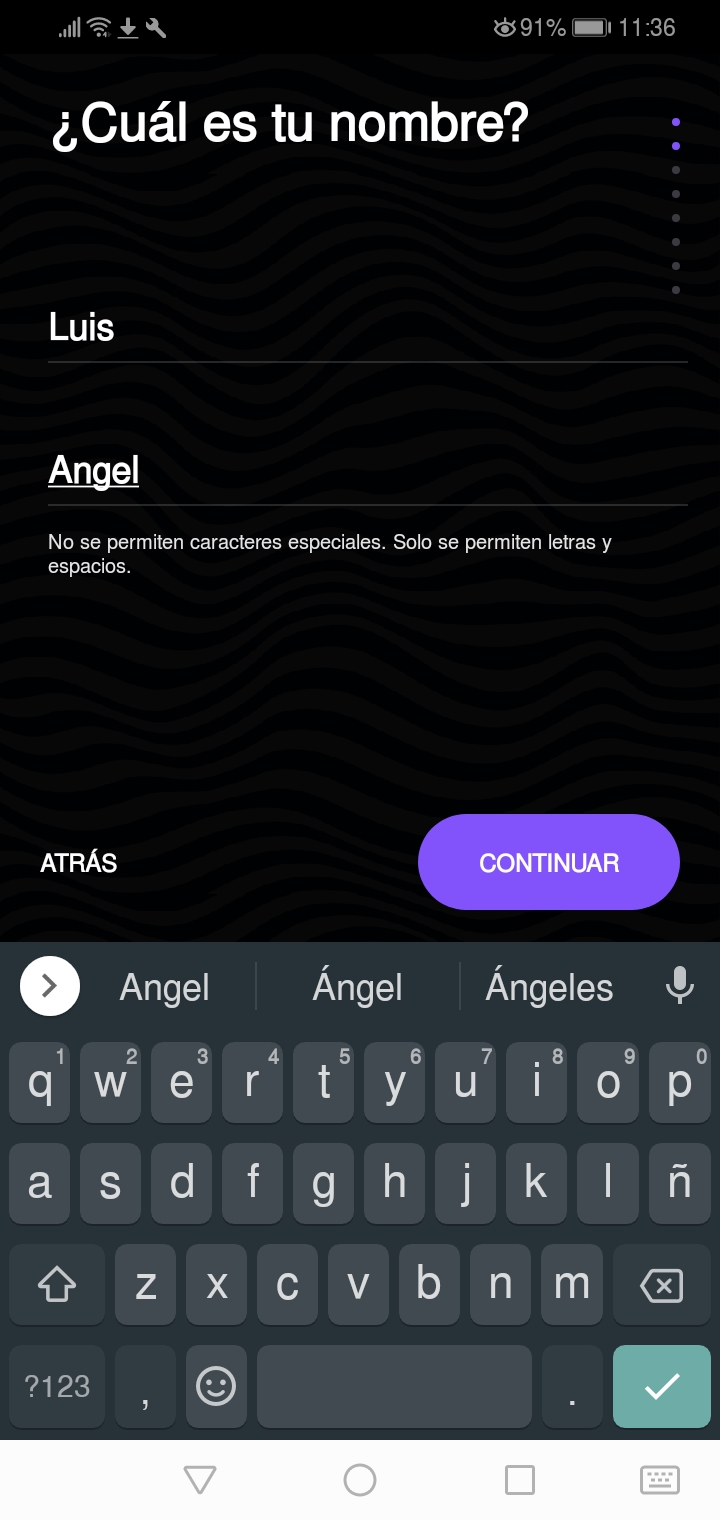 91% 11:36
¿Cuál es tu nombre?
Luis
Angel
No se permiten caracteres especiales. Solo se permiten letras y
espacios.
ATRÁS CONTINUAR
Angel Ángel Ángeles
1 2 3 4 5 6 7 8 9 0
q w e r t y u i o p
a s d f g h j k l ñ
z x c v b n m
?123 , .